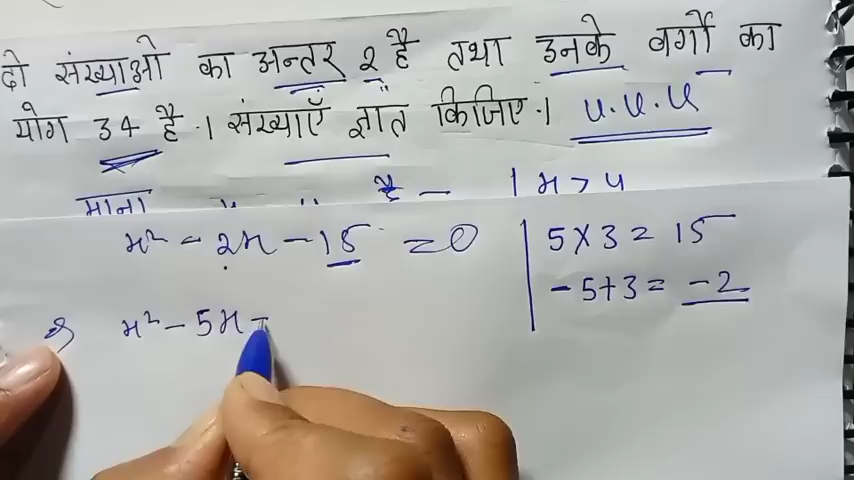 दो संख्याओ का अन्तर 2 है तथा उनके वर्गों का
योग 34 है । संख्याएँ ज्ञात किजिए । U.U.U
माना है — | x > y
x² - 2x - 15 = 0
5 × 3 = 15
-5 + 3 = -2
⇒ x² - 5x